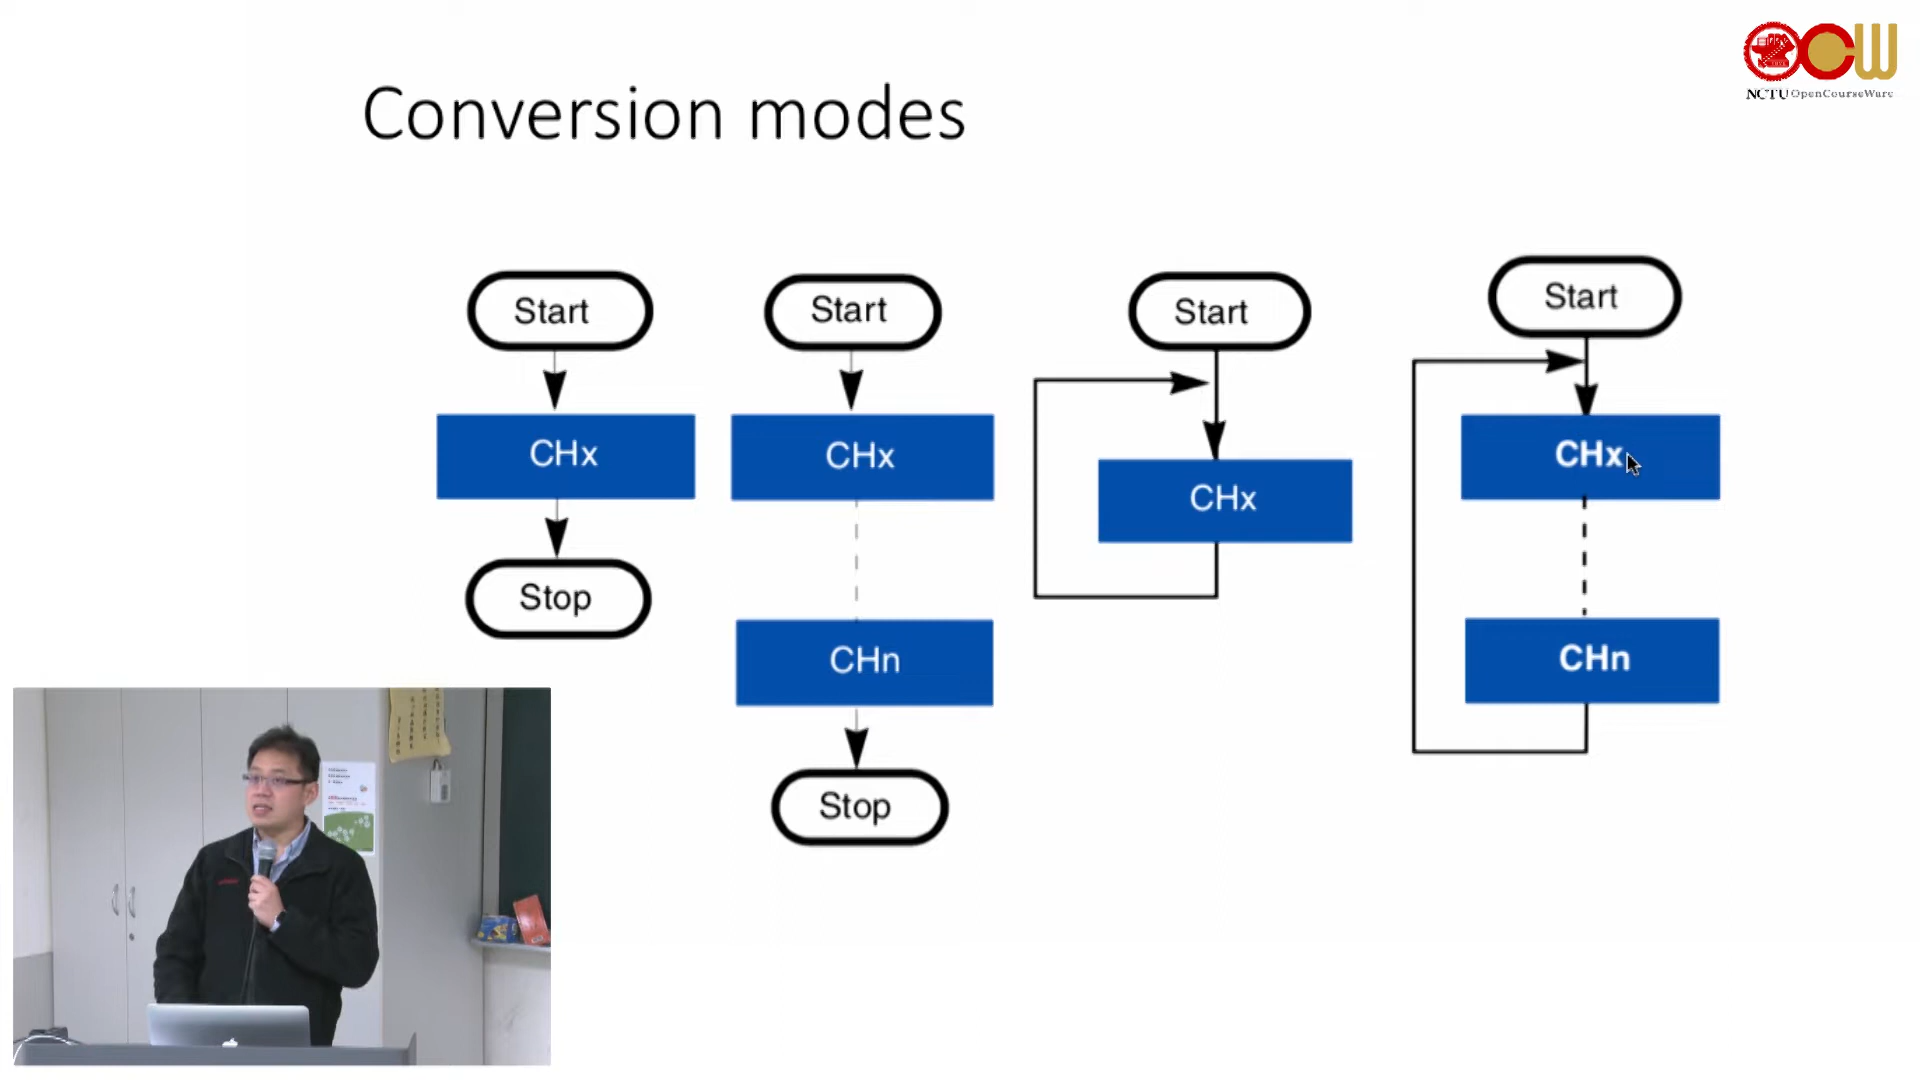 NCTU OpenCourseWare
Conversion modes
Start
CHx
Stop
Start
CHx
CHn
Stop
Start
CHx
Start
CHx
CHn